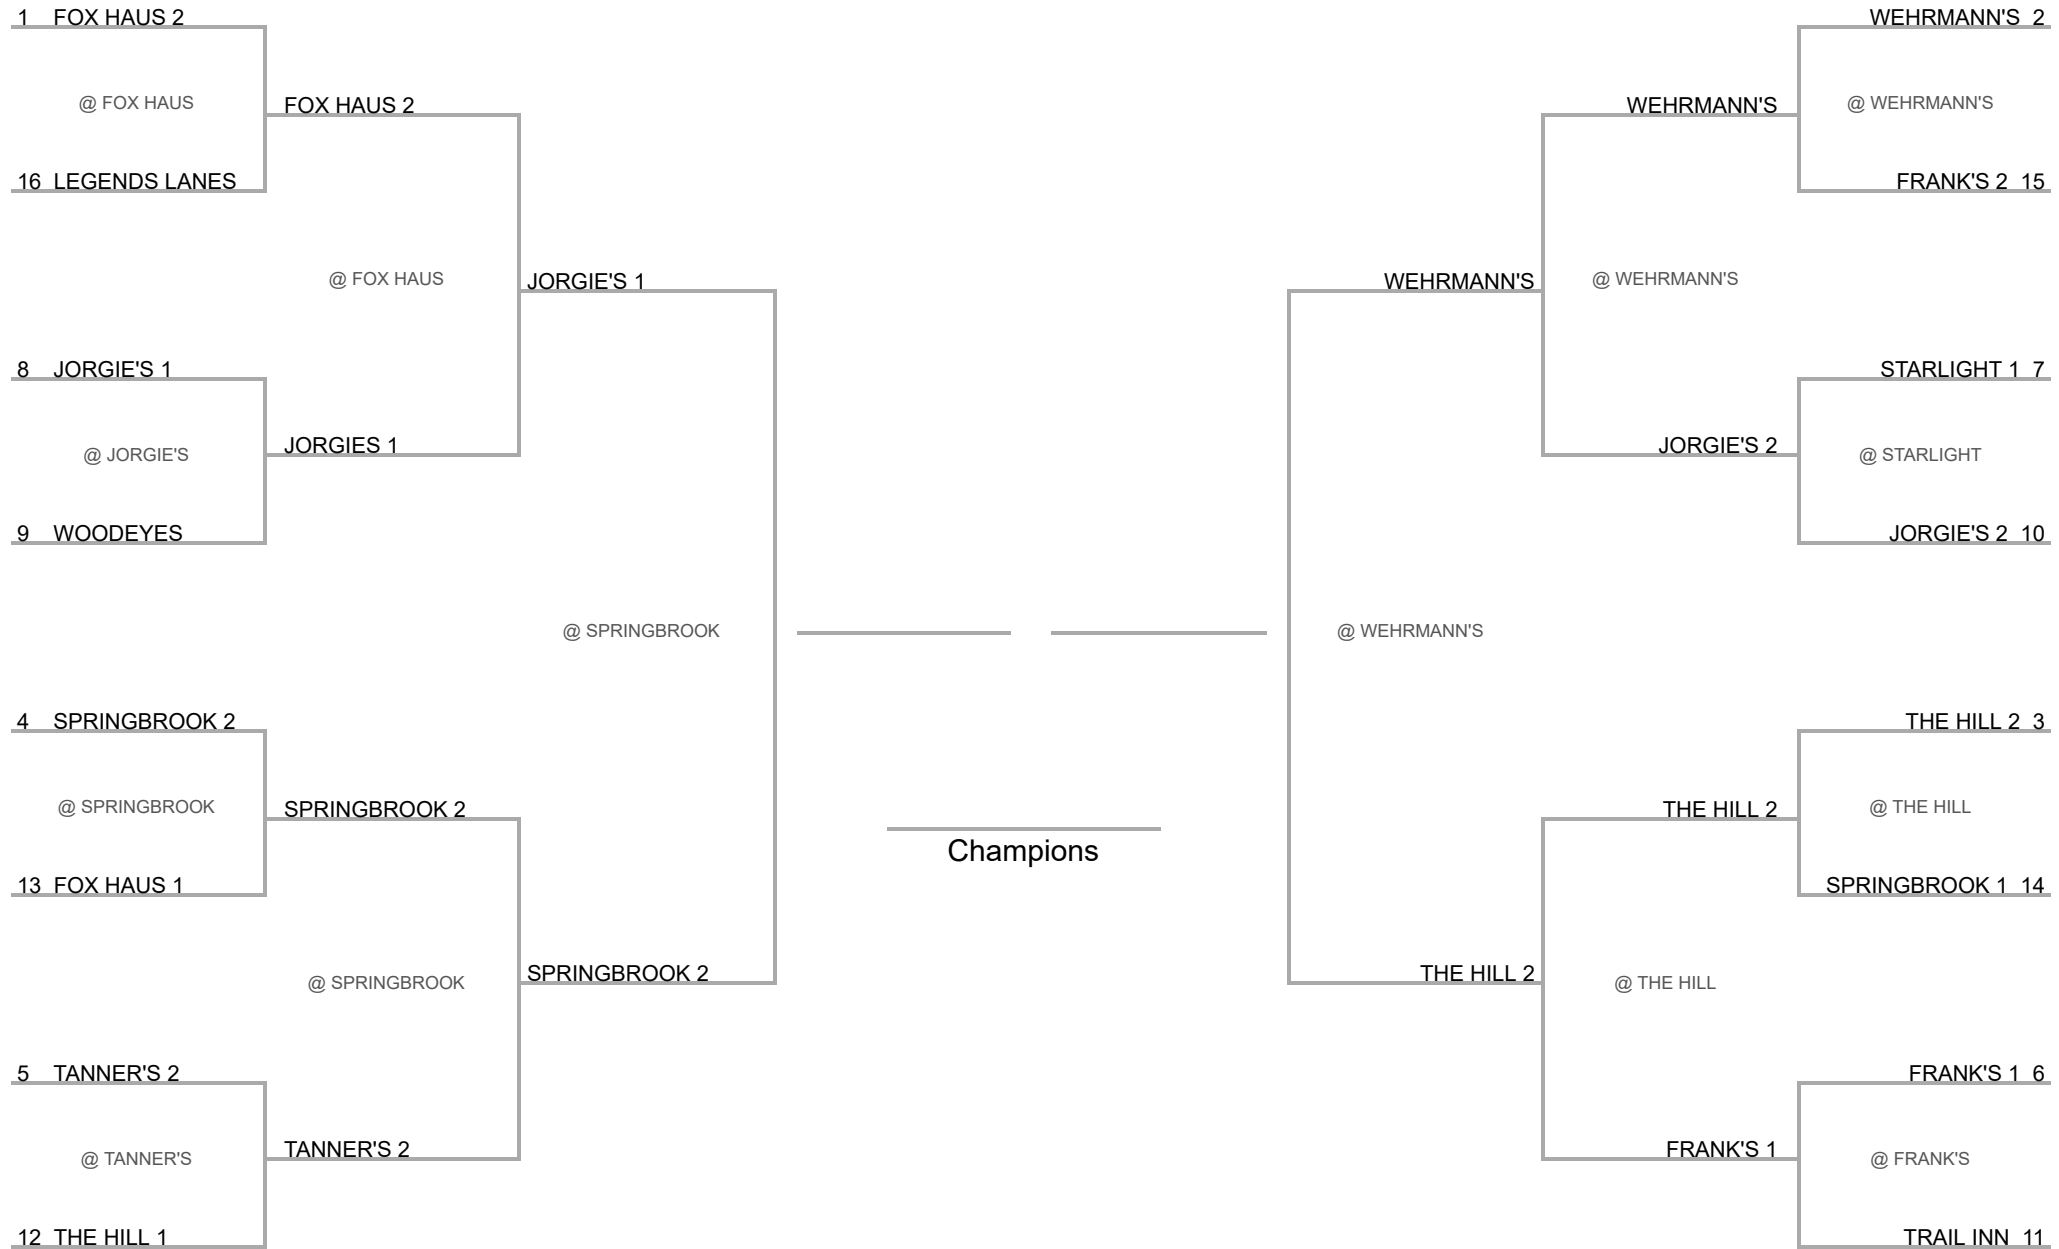 1 FOX HAUS 2
WEHRMANN'S 2
@ FOX HAUS
FOX HAUS 2
WEHRMANN'S
@ WEHRMANN'S
16 LEGENDS LANES
FRANK'S 2 15
@ FOX HAUS
JORGIE'S 1
WEHRMANN'S
@ WEHRMANN'S
8 JORGIE'S 1
STARLIGHT 1 7
@ JORGIE'S
JORGIES 1
JORGIE'S 2
@ STARLIGHT
9 WOODEYES
JORGIE'S 2 10
@ SPRINGBROOK
@ WEHRMANN'S
4 SPRINGBROOK 2
THE HILL 2 3
@ SPRINGBROOK
SPRINGBROOK 2
THE HILL 2
@ THE HILL
Champions
13 FOX HAUS 1
SPRINGBROOK 1 14
@ SPRINGBROOK
SPRINGBROOK 2
THE HILL 2
@ THE HILL
5 TANNER'S 2
FRANK'S 1 6
@ TANNER'S
TANNER'S 2
FRANK'S 1
@ FRANK'S
12 THE HILL 1
TRAIL INN 11